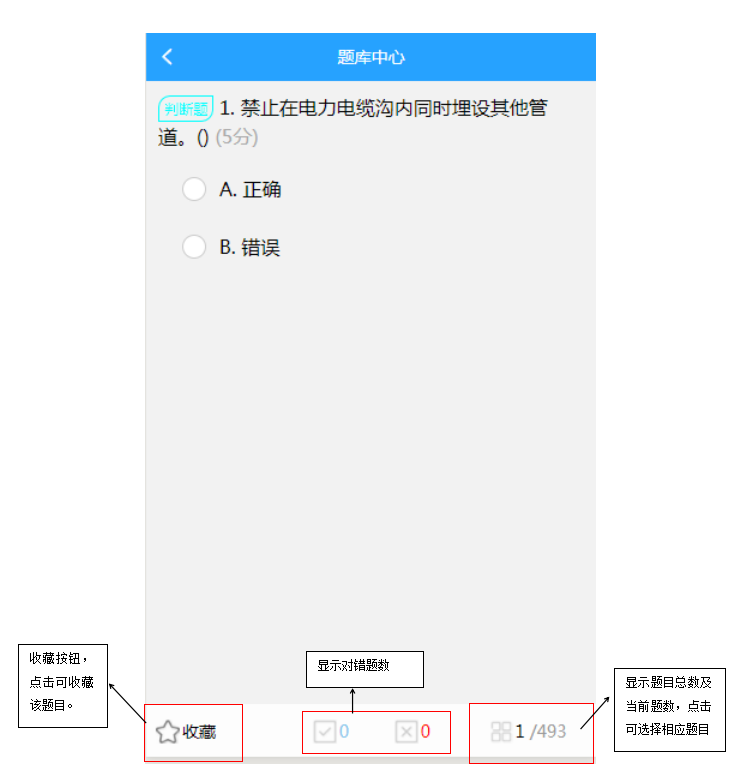 题库中心
判断题 1. 禁止在电力电缆沟内同时埋设其他管
道。() (5分)
A. 正确
B. 错误
收藏按钮，
点击可收藏
该题目。
显示对错题数
显示题目总数及
当前题数，点击
可选择相应题目
收藏
0
0
1 /493